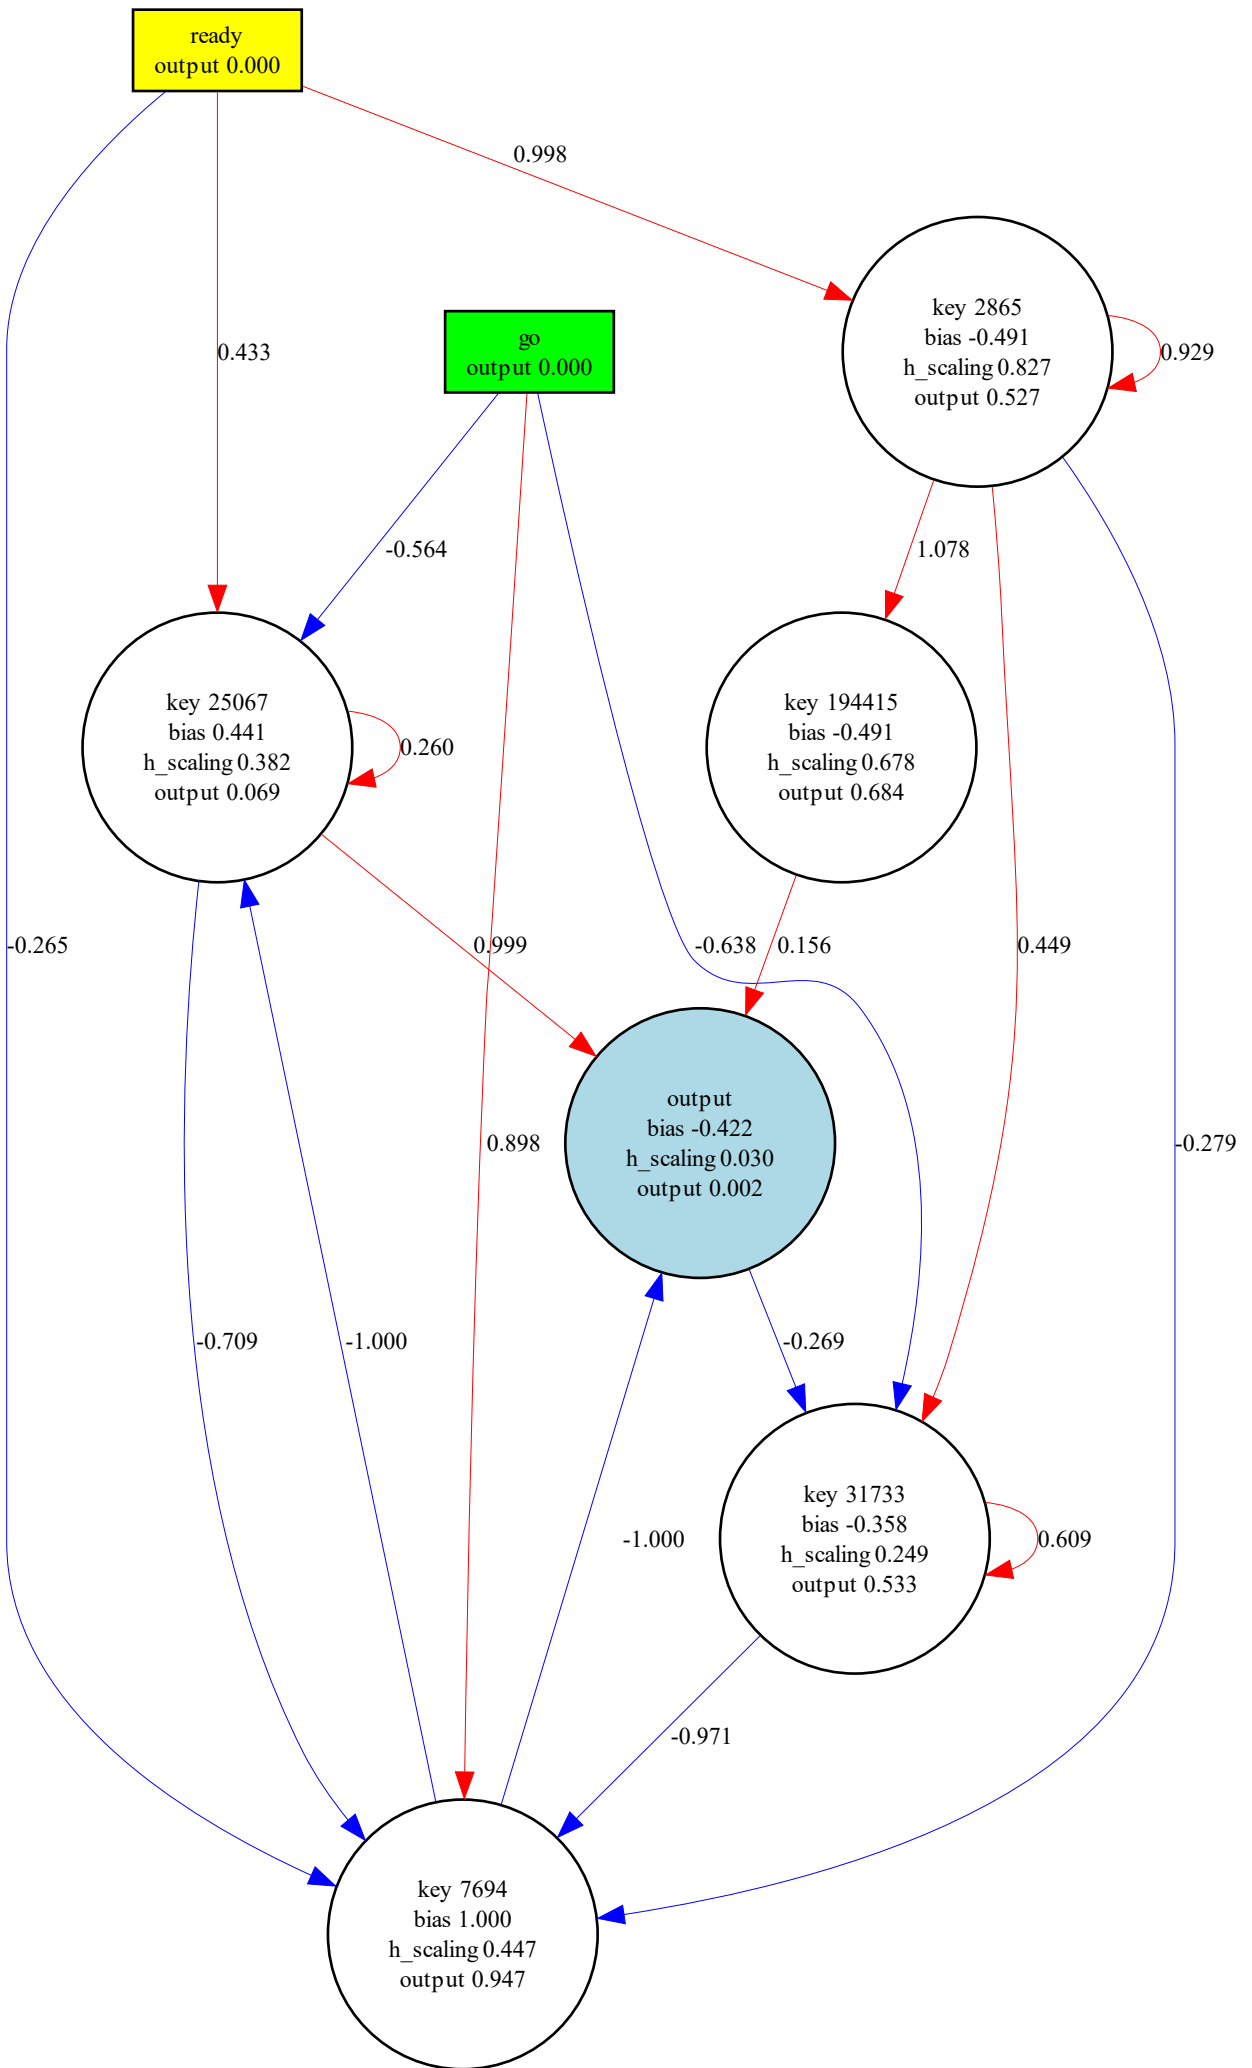 ready
output 0.000
0.998
go
output 0.000
key 2865
bias -0.491
h_scaling 0.827
output 0.527
0.433
0.929
-0.564
1.078
key 25067
bias 0.441
h_scaling 0.382
output 0.069
0.260
key 194415
bias -0.491
h_scaling 0.678
output 0.684
-0.265
0.999
-0.638
0.156
0.449
output
bias -0.422
h_scaling 0.030
output 0.002
0.898
-0.279
-0.709
-1.000
-0.269
key 31733
bias -0.358
h_scaling 0.249
output 0.533
-1.000
0.609
-0.971
key 7694
bias 1.000
h_scaling 0.447
output 0.947